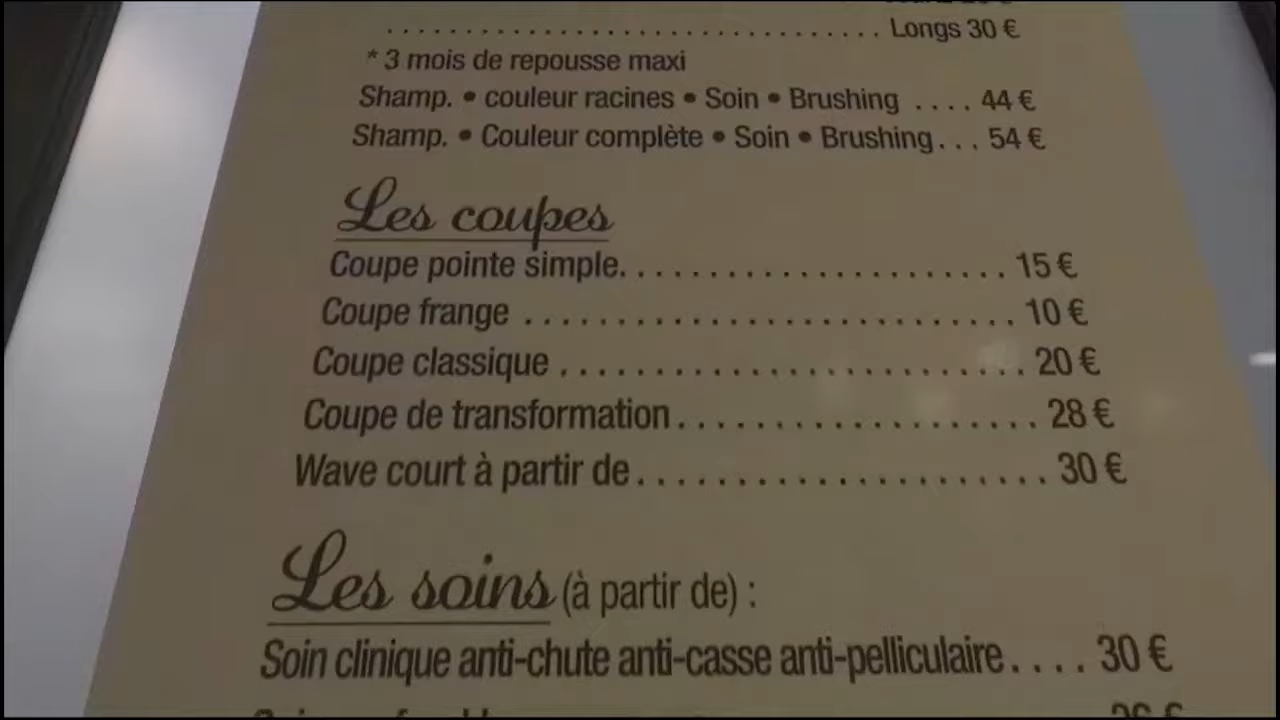 ................................ Longs 30 €
* 3 mois de repousse maxi
Shamp. • couleur racines • Soin • Brushing .... 44 €
Shamp. • Couleur complète • Soin • Brushing... 54 €
Les coupes
Coupe pointe simple...................... 15 €
Coupe frange ............................ 10 €
Coupe classique .......................... 20 €
Coupe de transformation.................... 28 €
Wave court à partir de..................... 30 €
Les soins (à partir de) :
Soin clinique anti-chute anti-casse anti-pelliculaire.... 30 €